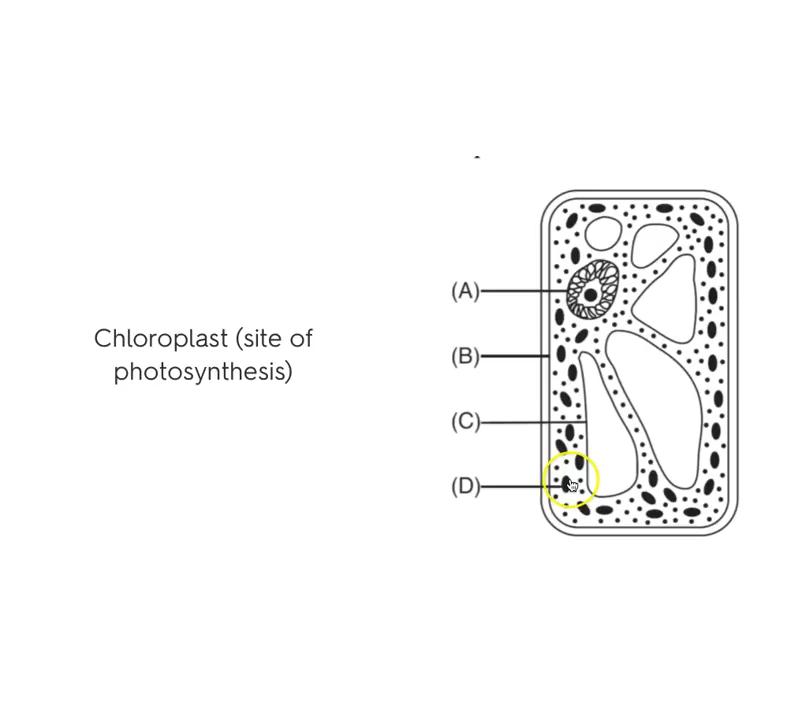 Chloroplast (site of
photosynthesis)
(A)
(B)
(C)
(D)